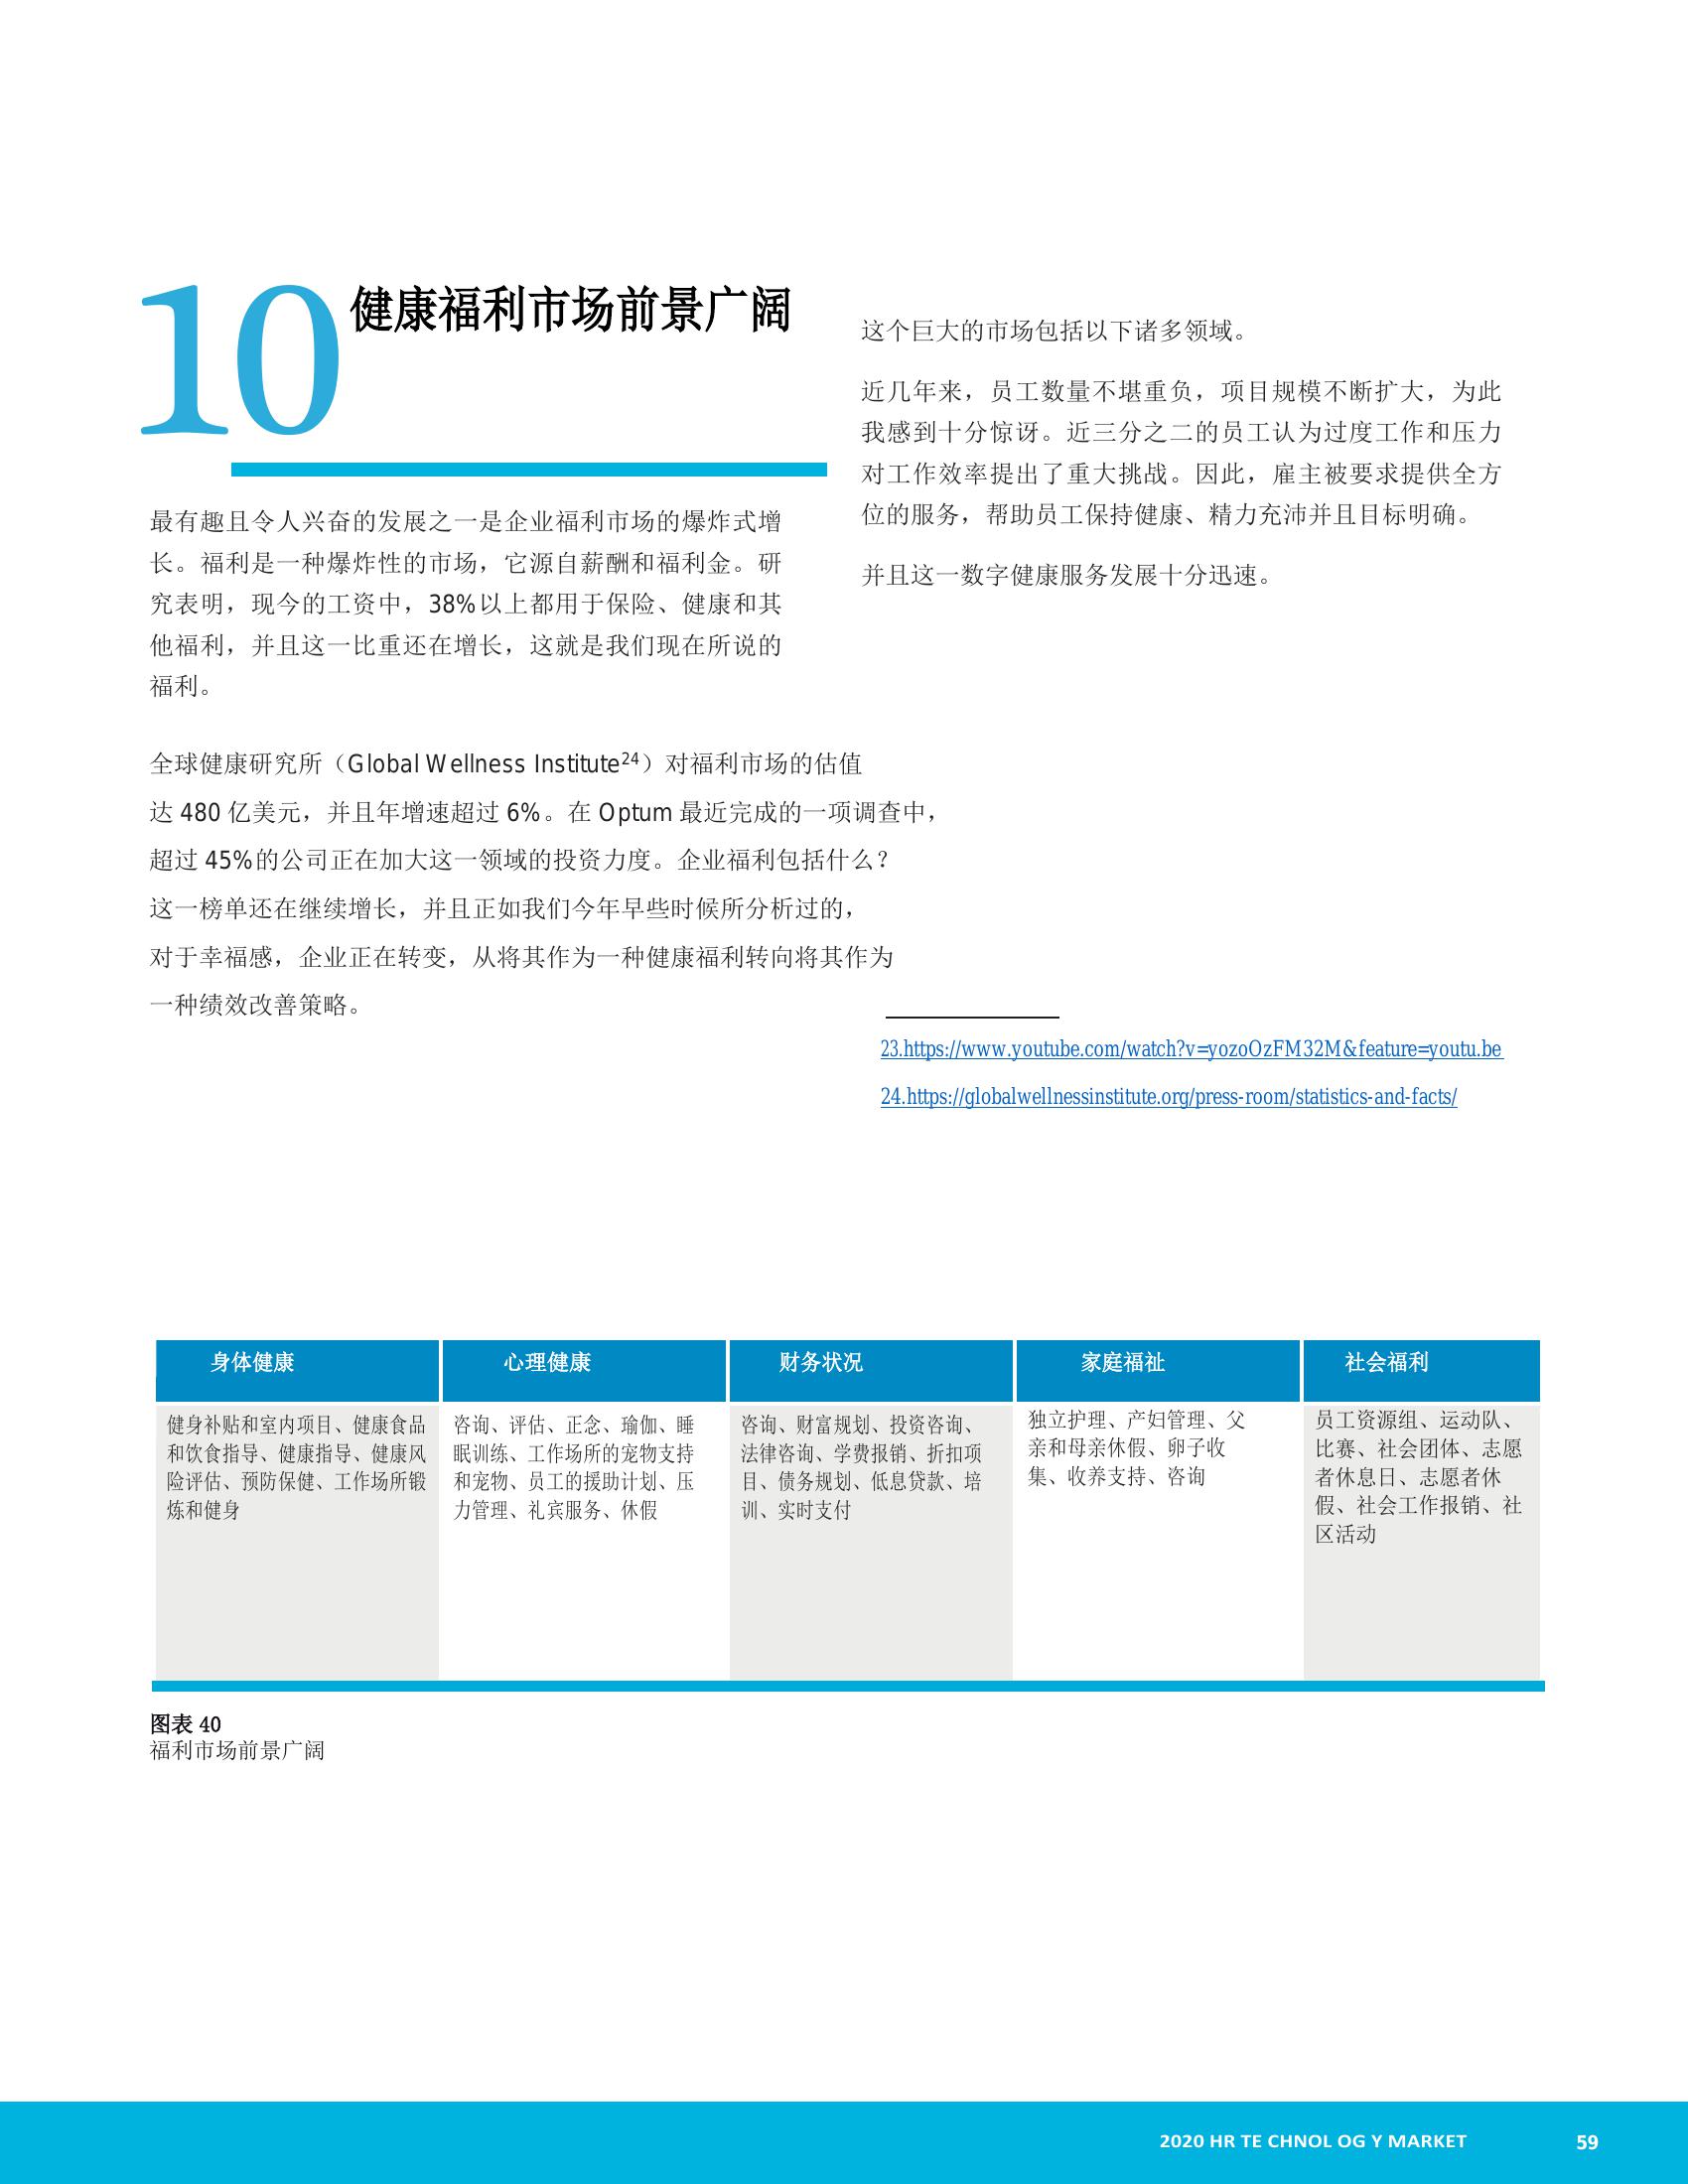 10
健康福利市场前景广阔
最有趣且令人兴奋的发展之一是企业福利市场的爆炸式增
长。福利是一种爆炸性的市场，它源自薪酬和福利金。研
究表明，现今的工资中，38%以上都用于保险、健康和其
他福利，并且这一比重还在增长，这就是我们现在所说的
福利。
全球健康研究所（Global Wellness Institute24）对福利市场的估值
达 480 亿美元，并且年增速超过 6%。在 Optum 最近完成的一项调查中，
超过 45%的公司正在加大这一领域的投资力度。企业福利包括什么？
这一榜单还在继续增长，并且正如我们今年早些时候所分析过的，
对于幸福感，企业正在转变，从将其作为一种健康福利转向将其作为
一种绩效改善策略。
这个巨大的市场包括以下诸多领域。
近几年来，员工数量不堪重负，项目规模不断扩大，为此
我感到十分惊讶。近三分之二的员工认为过度工作和压力
对工作效率提出了重大挑战。因此，雇主被要求提供全方
位的服务，帮助员工保持健康、精力充沛并且目标明确。
并且这一数字健康服务发展十分迅速。
23.https://www.youtube.com/watch?v=yozoOzFM32M&feature=youtu.be
24.https://globalwellnessinstitute.org/press-room/statistics-and-facts/
身体健康
健身补贴和室内项目、健康食品
和饮食指导、健康指导、健康风
险评估、预防保健、工作场所锻
炼和健身
心理健康
咨询、评估、正念、瑜伽、睡
眠训练、工作场所的宠物支持
和宠物、员工的援助计划、压
力管理、礼宾服务、休假
财务状况
咨询、财富规划、投资咨询、
法律咨询、学费报销、折扣项
目、债务规划、低息贷款、培
训、实时支付
家庭福祉
独立护理、产妇管理、父
亲和母亲休假、卵子收
集、收养支持、咨询
社会福利
员工资源组、运动队、
比赛、社会团体、志愿
者休息日、志愿者休
假、社会工作报销、社
区活动
图表 40
福利市场前景广阔
2020 HR TE CHNOL OG Y MARKET 59